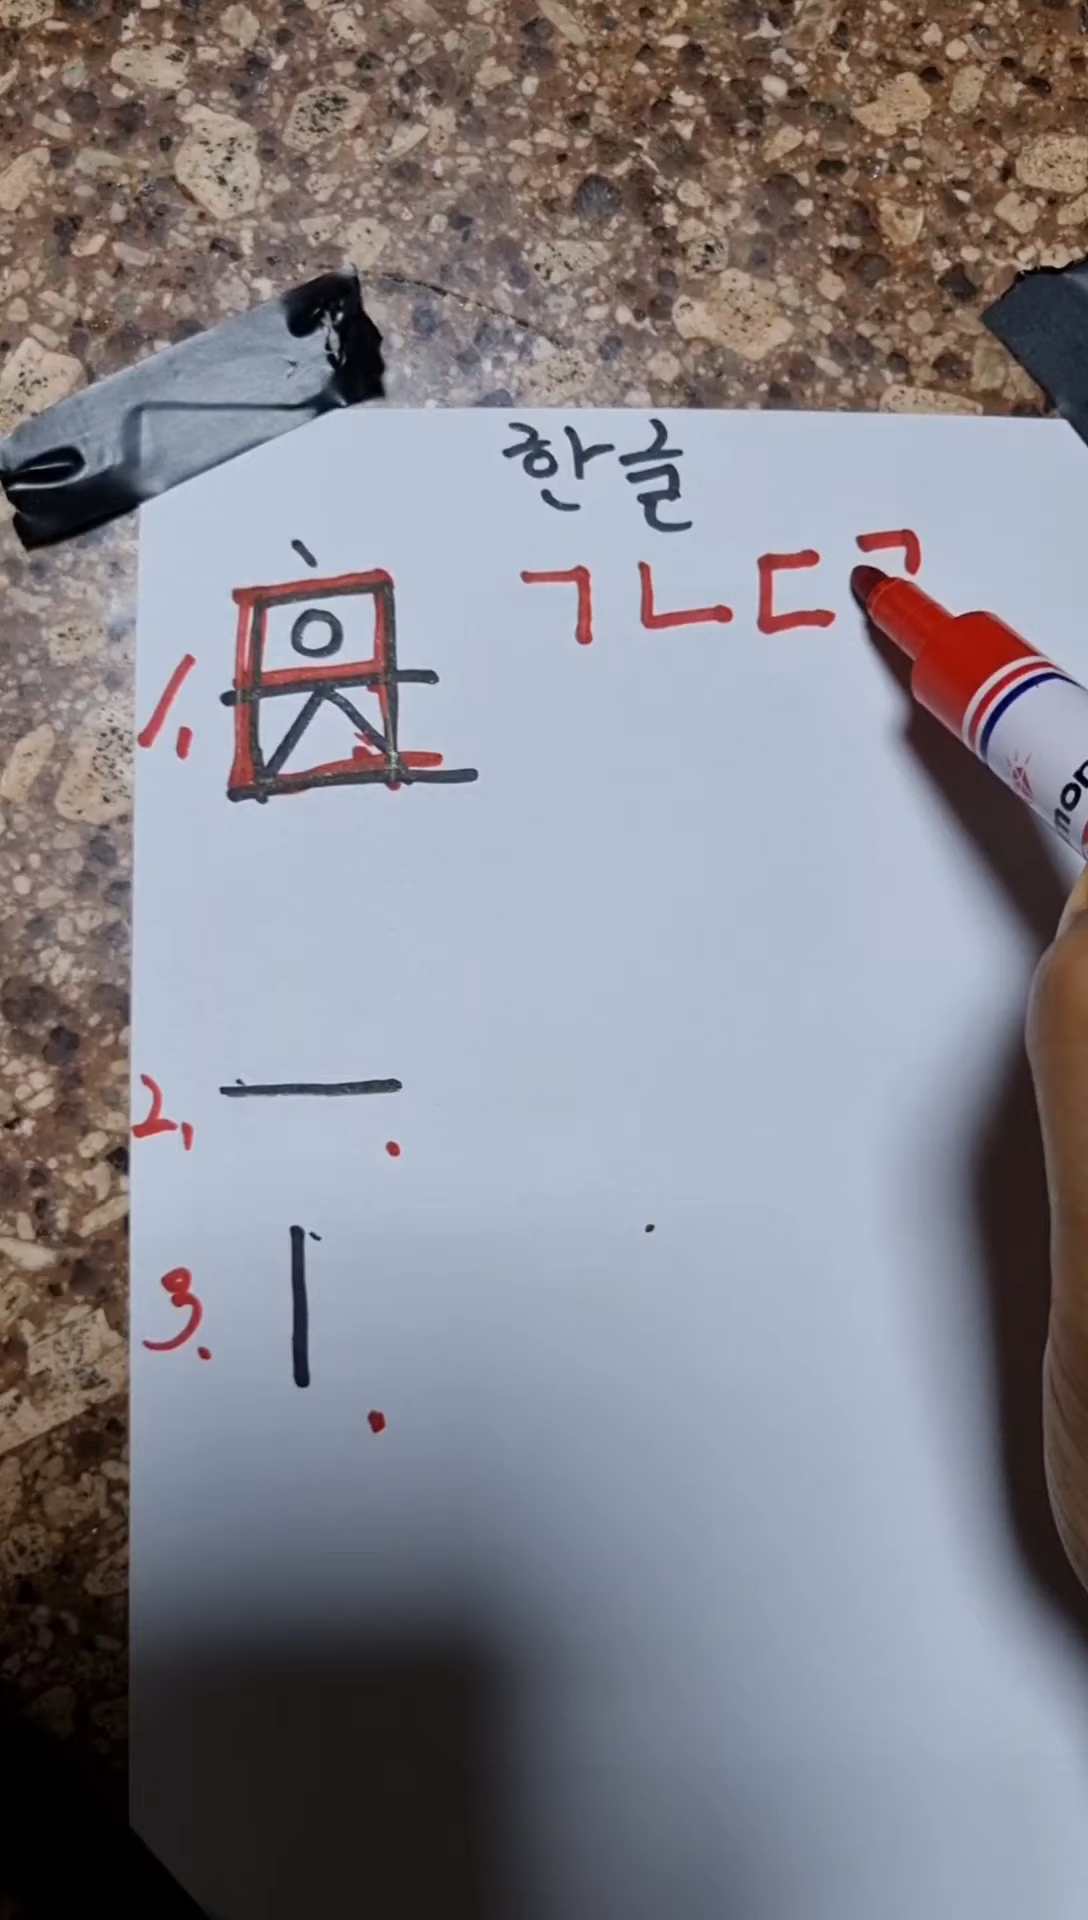 한글
ㄱ ㄴ ㄷ ㄱ
1.
2. ㅡ
3. ㅣ